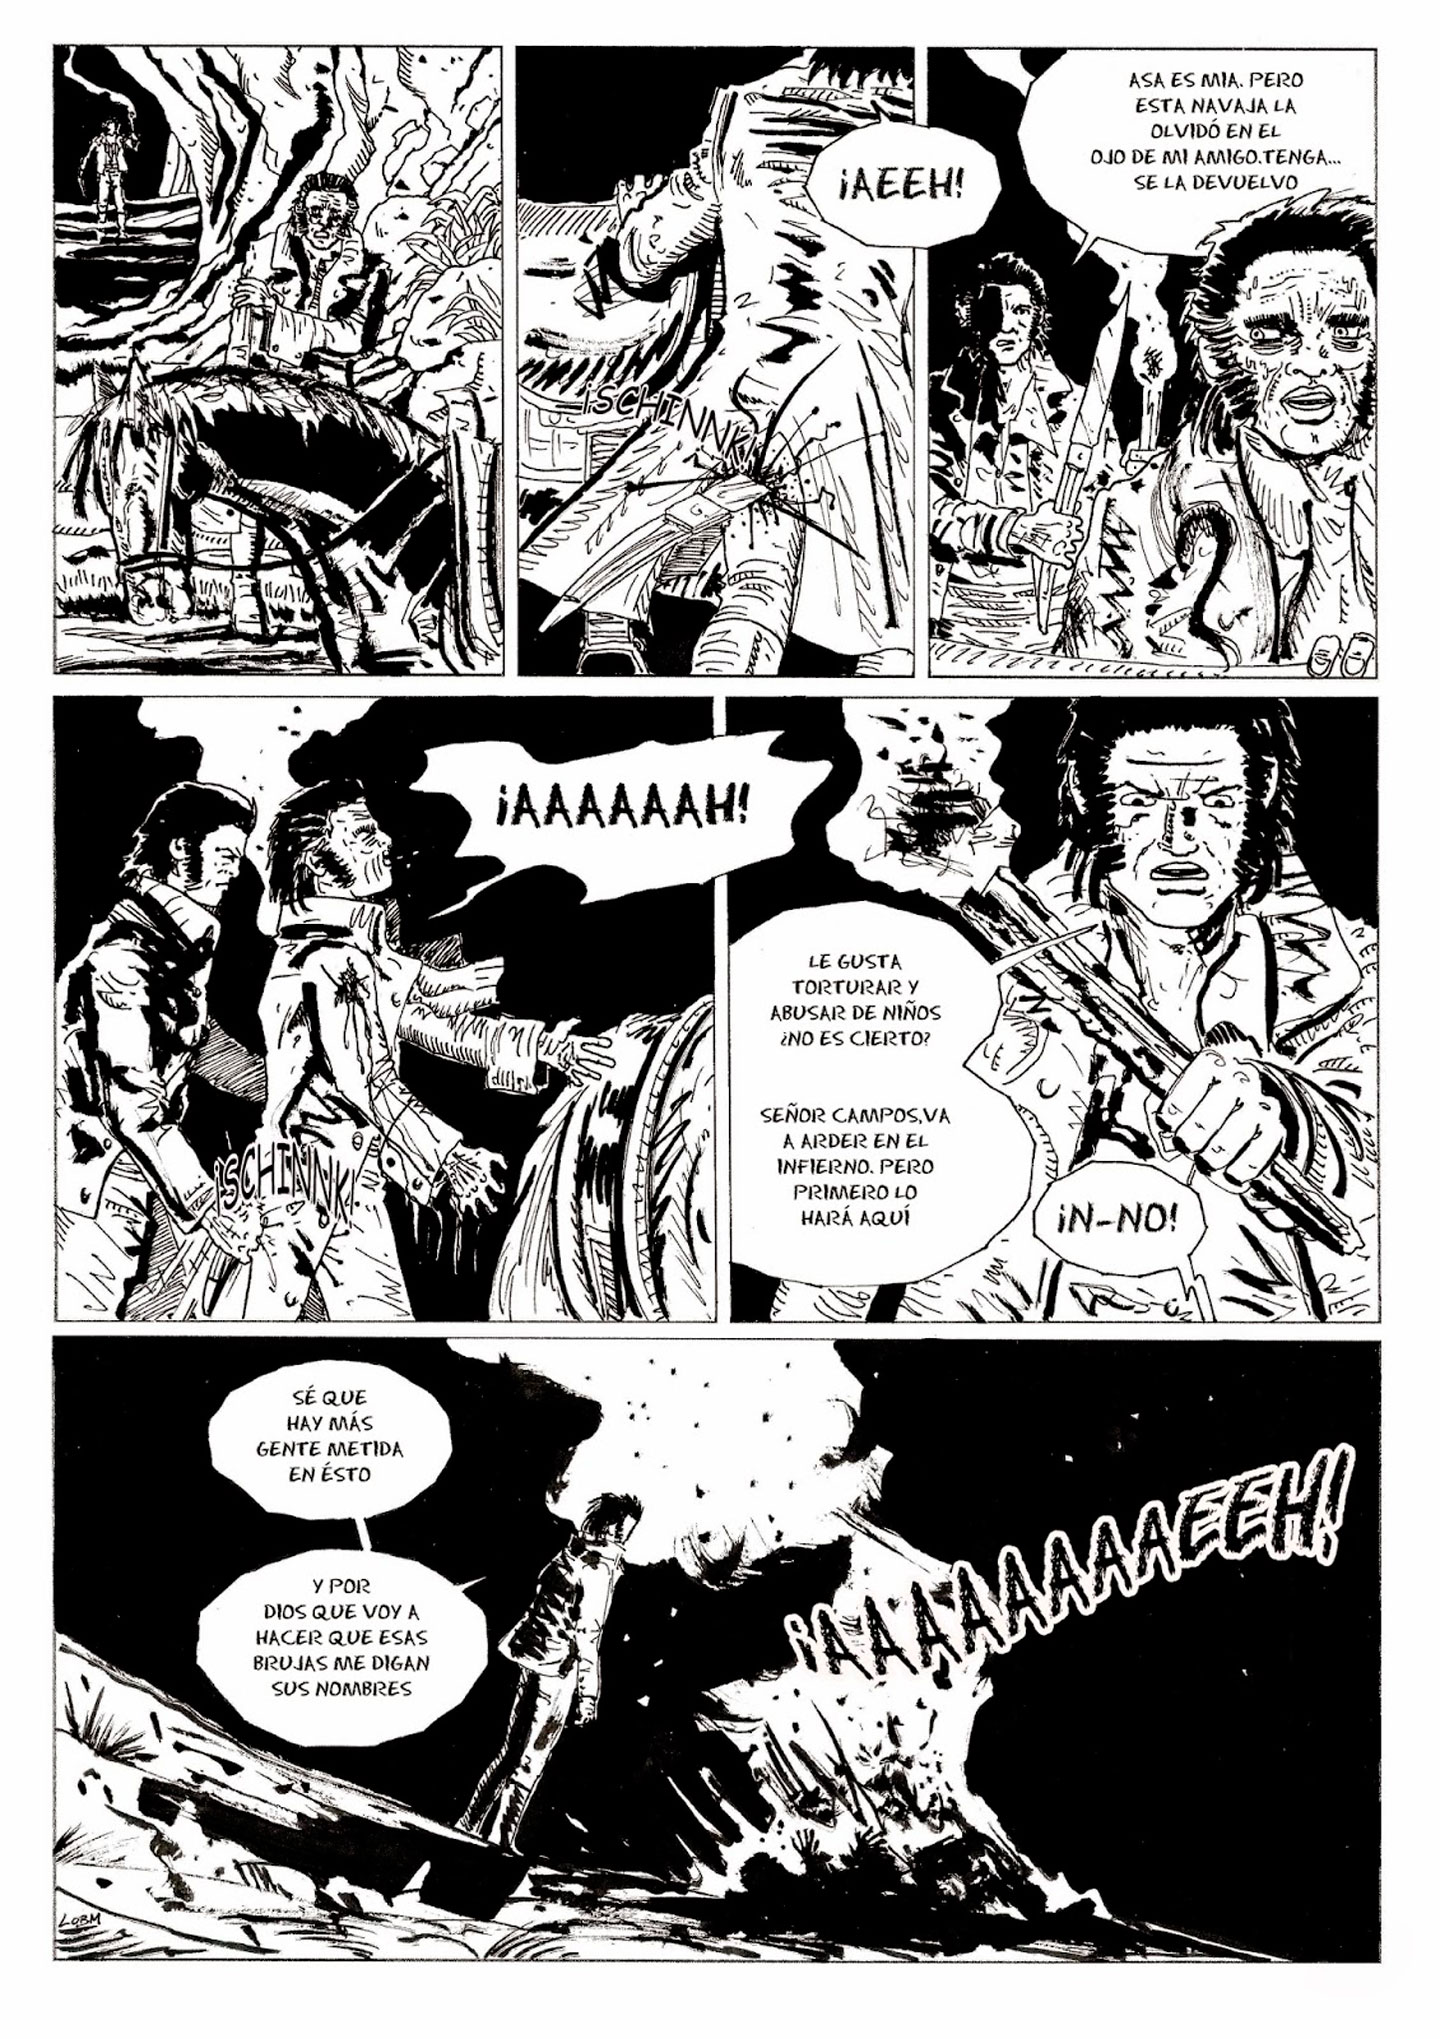 ¡AEEH!
¡SCHINNK!
ASA ES MIA. PERO
ESTA NAVAJA LA
OLVIDÓ EN EL
OJO DE MI AMIGO.TENGA...
SE LA DEVUELVO
¡AAAAAAH!
¡SCHINNK!
LE GUSTA
TORTURAR Y
ABUSAR DE NIÑOS
¿NO ES CIERTO?
SEÑOR CAMPOS,VA
A ARDER EN EL
INFIERNO. PERO
PRIMERO LO
HARÁ AQUÍ
¡N-NO!
SÉ QUE
HAY MÁS
GENTE METIDA
EN ÉSTO
Y POR
DIOS QUE VOY A
HACER QUE ESAS
BRUJAS ME DIGAN
SUS NOMBRES
¡AAAAAAAAAEEH!
LOBM